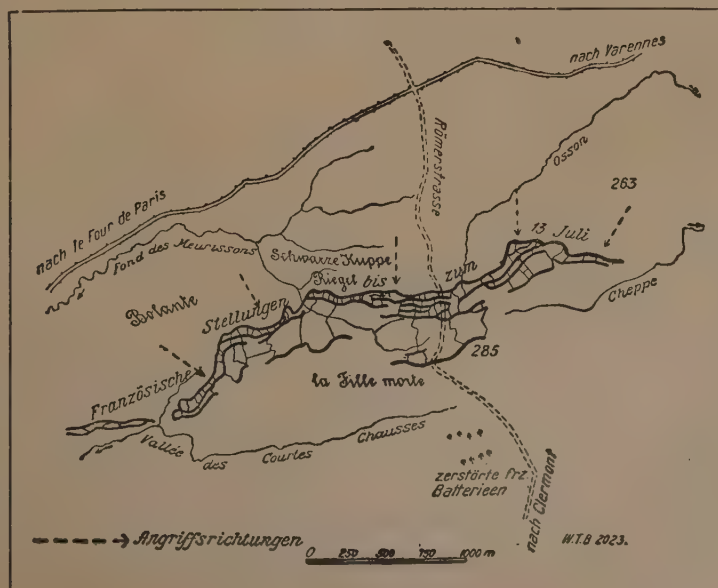 nach Varennes
nach le Four de Paris
Römerstrasse
Osson
263
13 Juli
Fond des Meurissons
Schwarze Kuppe
Riegel bis zum
Bolante
Stellungen
Cheppe
285
la Fille morte
Französische
Vallée des Courtes Chausses
zerstörte frz.
Batterieen
nach Clermont
Angriffsrichtungen
0 250 500 750 1000 m
W.T.B 2023.